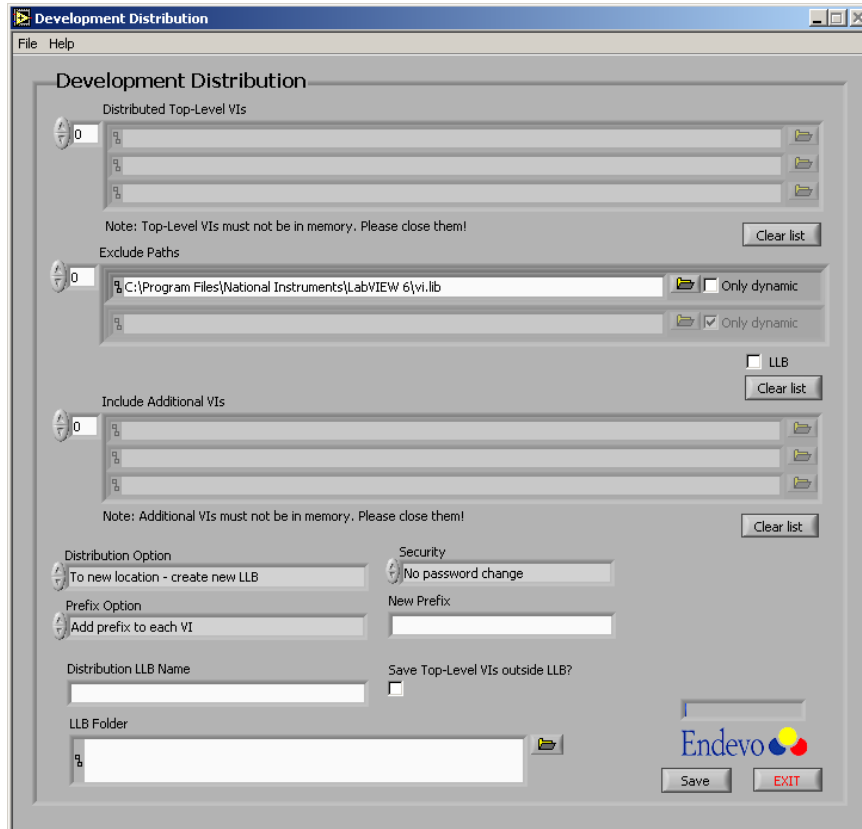 Development Distribution
File Help
Development Distribution
Distributed Top-Level VIs
0
Note: Top-Level VIs must not be in memory. Please close them!
Clear list
Exclude Paths
0
C:\Program Files\National Instruments\LabVIEW 6\vi.lib
Only dynamic
Only dynamic
LLB
Clear list
Include Additional VIs
0
Note: Additional VIs must not be in memory. Please close them!
Clear list
Distribution Option
To new location - create new LLB
Security
No password change
Prefix Option
Add prefix to each VI
New Prefix
Distribution LLB Name
Save Top-Level VIs outside LLB?
LLB Folder
Endevo
Save
EXIT